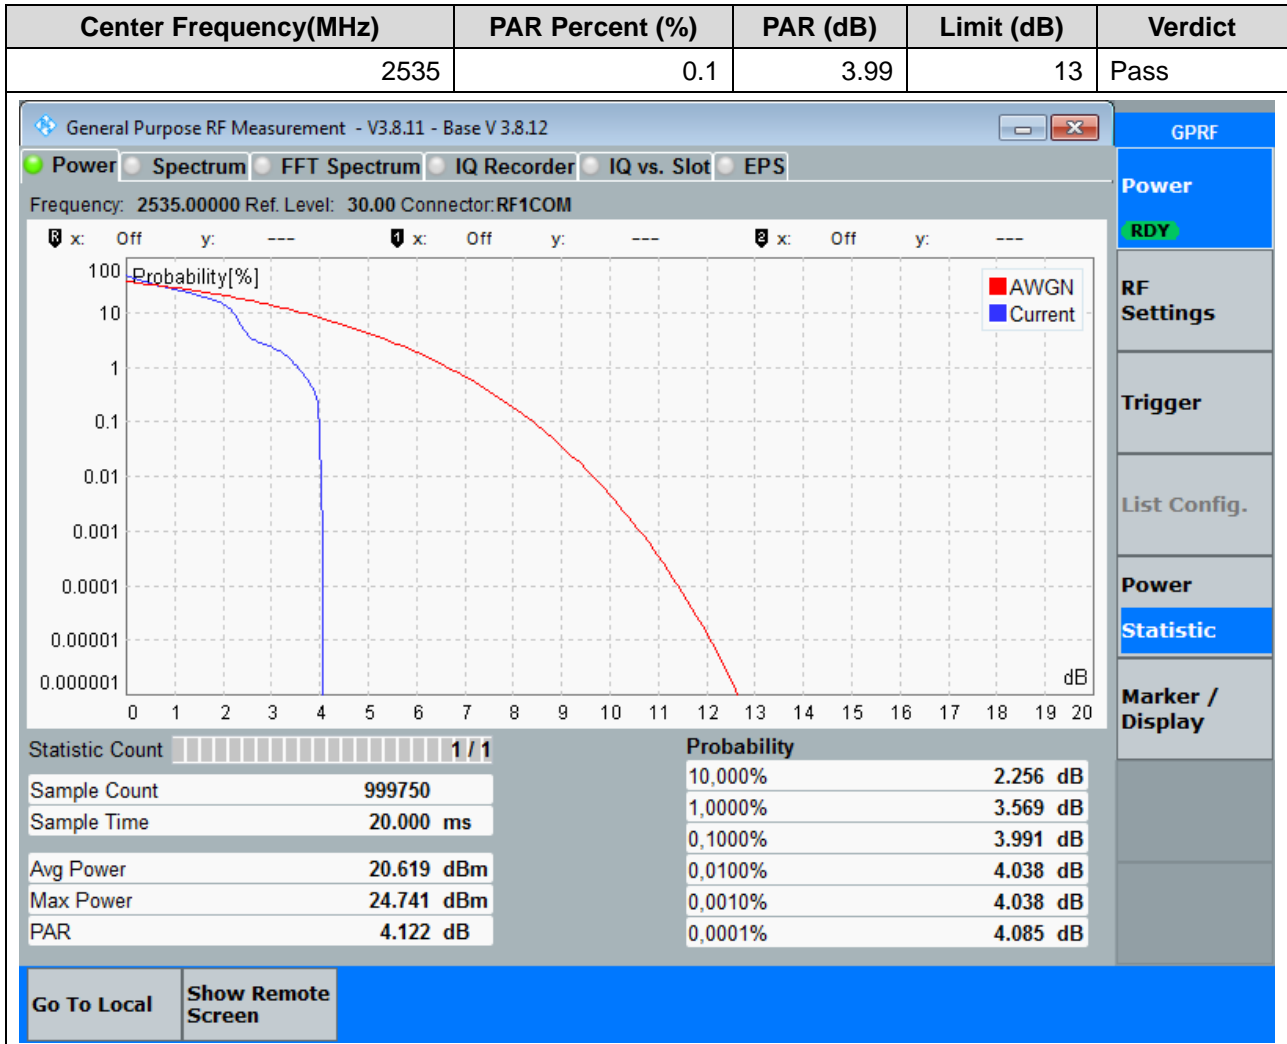 Center Frequency(MHz) PAR Percent (%) PAR (dB) Limit (dB) Verdict
2535 0.1 3.99 13 Pass
General Purpose RF Measurement - V3.8.11 - Base V 3.8.12
GPRF
Power Spectrum FFT Spectrum IQ Recorder IQ vs. Slot EPS
Power
RDY
Frequency: 2535.00000 Ref. Level: 30.00 Connector: RF1COM
R x: Off y: --- 1 x: Off y: --- 2 x: Off y: ---
Probability[%]
AWGN
Current
100
10
1
0.1
0.01
0.001
0.0001
0.00001
0.000001
dB
0 1 2 3 4 5 6 7 8 9 10 11 12 13 14 15 16 17 18 19 20
RF
Settings
Trigger
List Config.
Power
Statistic
Marker /
Display
Statistic Count 1 / 1
Sample Count 999750
Sample Time 20.000 ms
Avg Power 20.619 dBm
Max Power 24.741 dBm
PAR 4.122 dB
Probability
10,000% 2.256 dB
1,0000% 3.569 dB
0,1000% 3.991 dB
0,0100% 4.038 dB
0,0010% 4.038 dB
0,0001% 4.085 dB
Go To Local
Show Remote
Screen